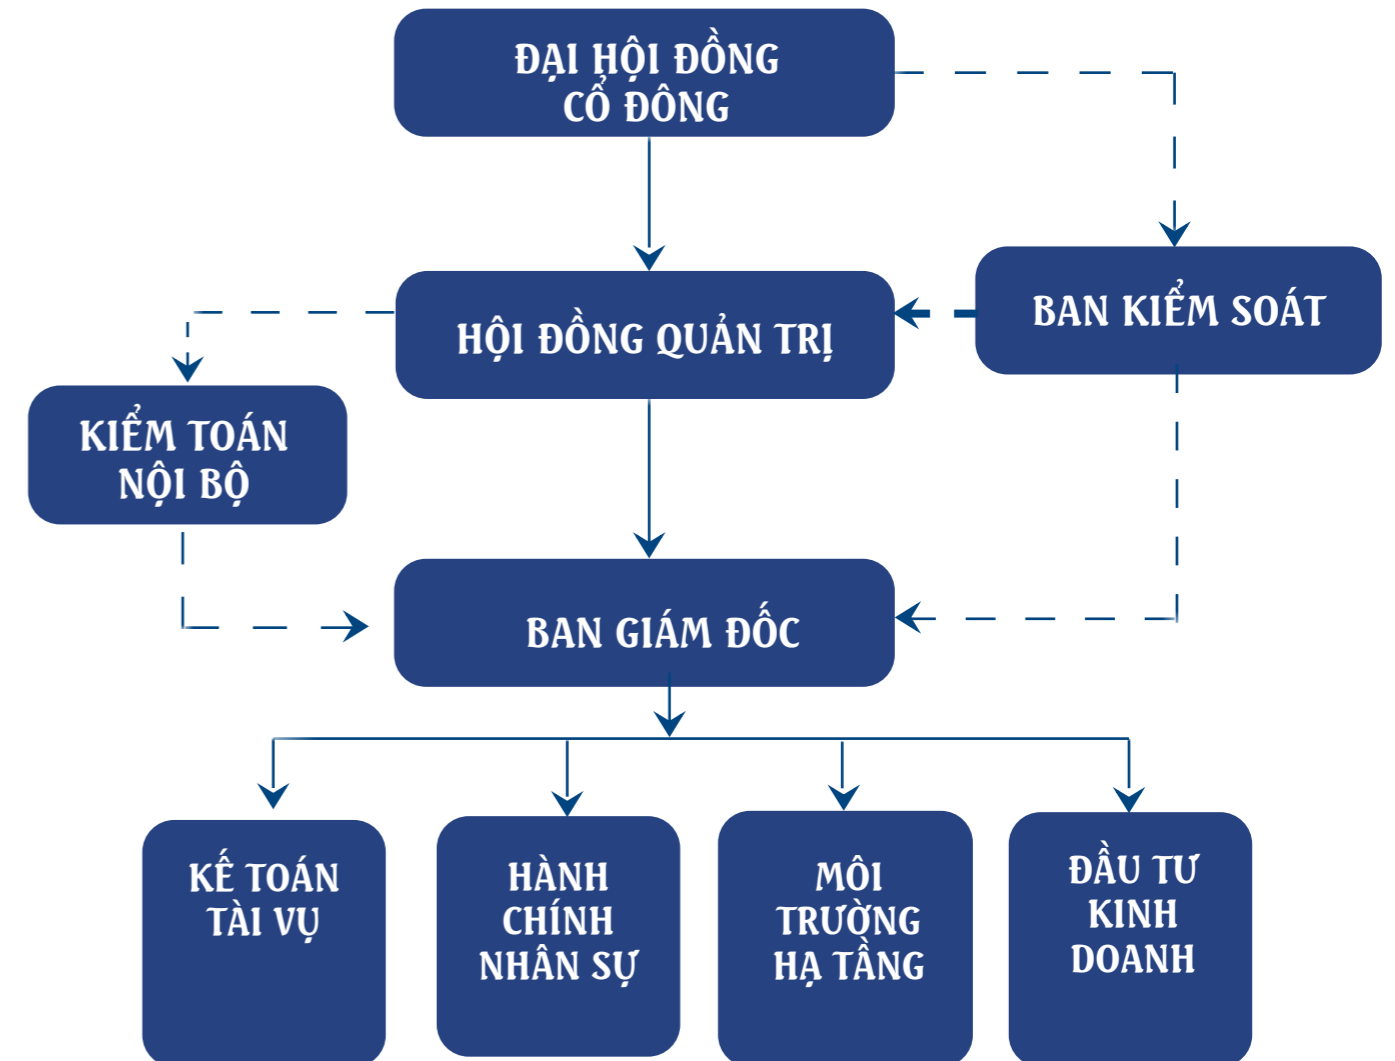 ĐẠI HỘI ĐỒNG
CỔ ĐÔNG
BAN KIỂM SOÁT
HỘI ĐỒNG QUẢN TRỊ
KIỂM TOÁN
NỘI BỘ
BAN GIÁM ĐỐC
KẾ TOÁN
TÀI VỤ
HÀNH
CHÍNH
NHÂN SỰ
MÔI
TRƯỜNG
HẠ TẦNG
ĐẦU TƯ
KINH
DOANH